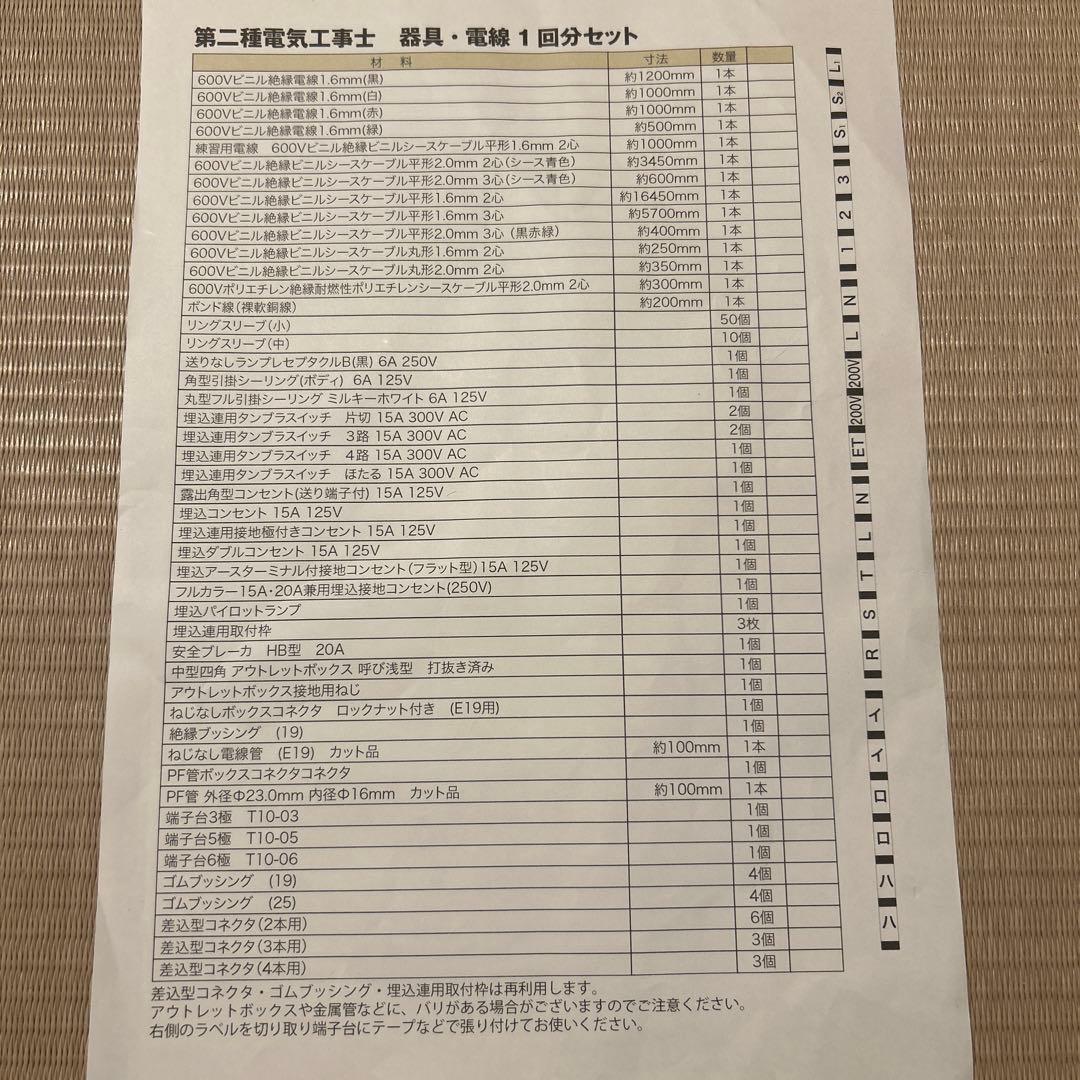 第二種電気工事士　器具・電線1回分セット
材　料 寸法 数量
600Vビニル絶縁電線1.6mm(黒) 約1200mm 1本
600Vビニル絶縁電線1.6mm(白) 約1000mm 1本
600Vビニル絶縁電線1.6mm(赤) 約1000mm 1本
600Vビニル絶縁電線1.6mm(緑) 約500mm 1本
練習用電線　600Vビニル絶縁ビニルシースケーブル平形1.6mm 2心 約1000mm 1本
600Vビニル絶縁ビニルシースケーブル平形2.0mm 2心(シース青色) 約3450mm 1本
600Vビニル絶縁ビニルシースケーブル平形2.0mm 3心(シース青色) 約600mm 1本
600Vビニル絶縁ビニルシースケーブル平形1.6mm 2心 約16450mm 1本
600Vビニル絶縁ビニルシースケーブル平形1.6mm 3心 約5700mm 1本
600Vビニル絶縁ビニルシースケーブル平形2.0mm 3心 (黒赤緑) 約400mm 1本
600Vビニル絶縁ビニルシースケーブル丸形1.6mm 2心 約250mm 1本
600Vビニル絶縁ビニルシースケーブル丸形2.0mm 2心 約350mm 1本
600Vポリエチレン絶縁耐燃性ポリエチレンシースケーブル平形2.0mm 2心 約300mm 1本
ボンド線(裸軟銅線) 約200mm 1本
リングスリーブ(小) 50個
リングスリーブ(中) 10個
送りなしランプレセプタクルB(黒) 6A 250V 1個
角型引掛シーリング(ボディ) 6A 125V 1個
丸型フル引掛シーリング ミルキーホワイト 6A 125V 1個
埋込連用タンブラスイッチ　片切 15A 300V AC 2個
埋込連用タンブラスイッチ　3路 15A 300V AC 2個
埋込連用タンブラスイッチ　4路 15A 300V AC 1個
埋込連用タンブラスイッチ　ほたる 15A 300V AC 1個
露出角型コンセント(送り端子付) 15A 125V 1個
埋込コンセント 15A 125V 1個
埋込連用接地極付きコンセント 15A 125V 1個
埋込ダブルコンセント 15A 125V 1個
埋込アースターミナル付接地コンセント(フラット型)15A 125V 1個
フルカラー15A・20A兼用埋込接地コンセント(250V) 1個
埋込パイロットランプ 1個
埋込連用取付枠 3枚
安全ブレーカ　HB型　20A 1個
中型四角 アウトレットボックス 呼び浅型　打抜き済み 1個
アウトレットボックス接地用ねじ 1個
ねじなしボックスコネクタ　ロックナット付き　(E19用) 1個
絶縁ブッシング　(19) 1個
ねじなし電線管　(E19)　カット品 約100mm 1本
PF管ボックスコネクタコネクタ 1個
PF管 外径Φ23.0mm 内径Φ16mm　カット品 約100mm 1本
端子台3極　T10-03 1個
端子台5極　T10-05 1個
端子台6極　T10-06 1個
ゴムブッシング　(19) 4個
ゴムブッシング　(25) 4個
差込型コネクタ(2本用) 6個
差込型コネクタ(3本用) 3個
差込型コネクタ(4本用) 3個
差込型コネクタ・ゴムブッシング・埋込連用取付枠は再利用します。
アウトレットボックスや金属管などに、バリがある場合がございますのでご注意ください。
右側のラベルを切り取り端子台にテープなどで張り付けてお使いください。
L1
S2
S1
3
2
1
N
L
200V
200V
ET
N
L
T
S
R
イ
イ
ロ
ロ
ハ
ハ